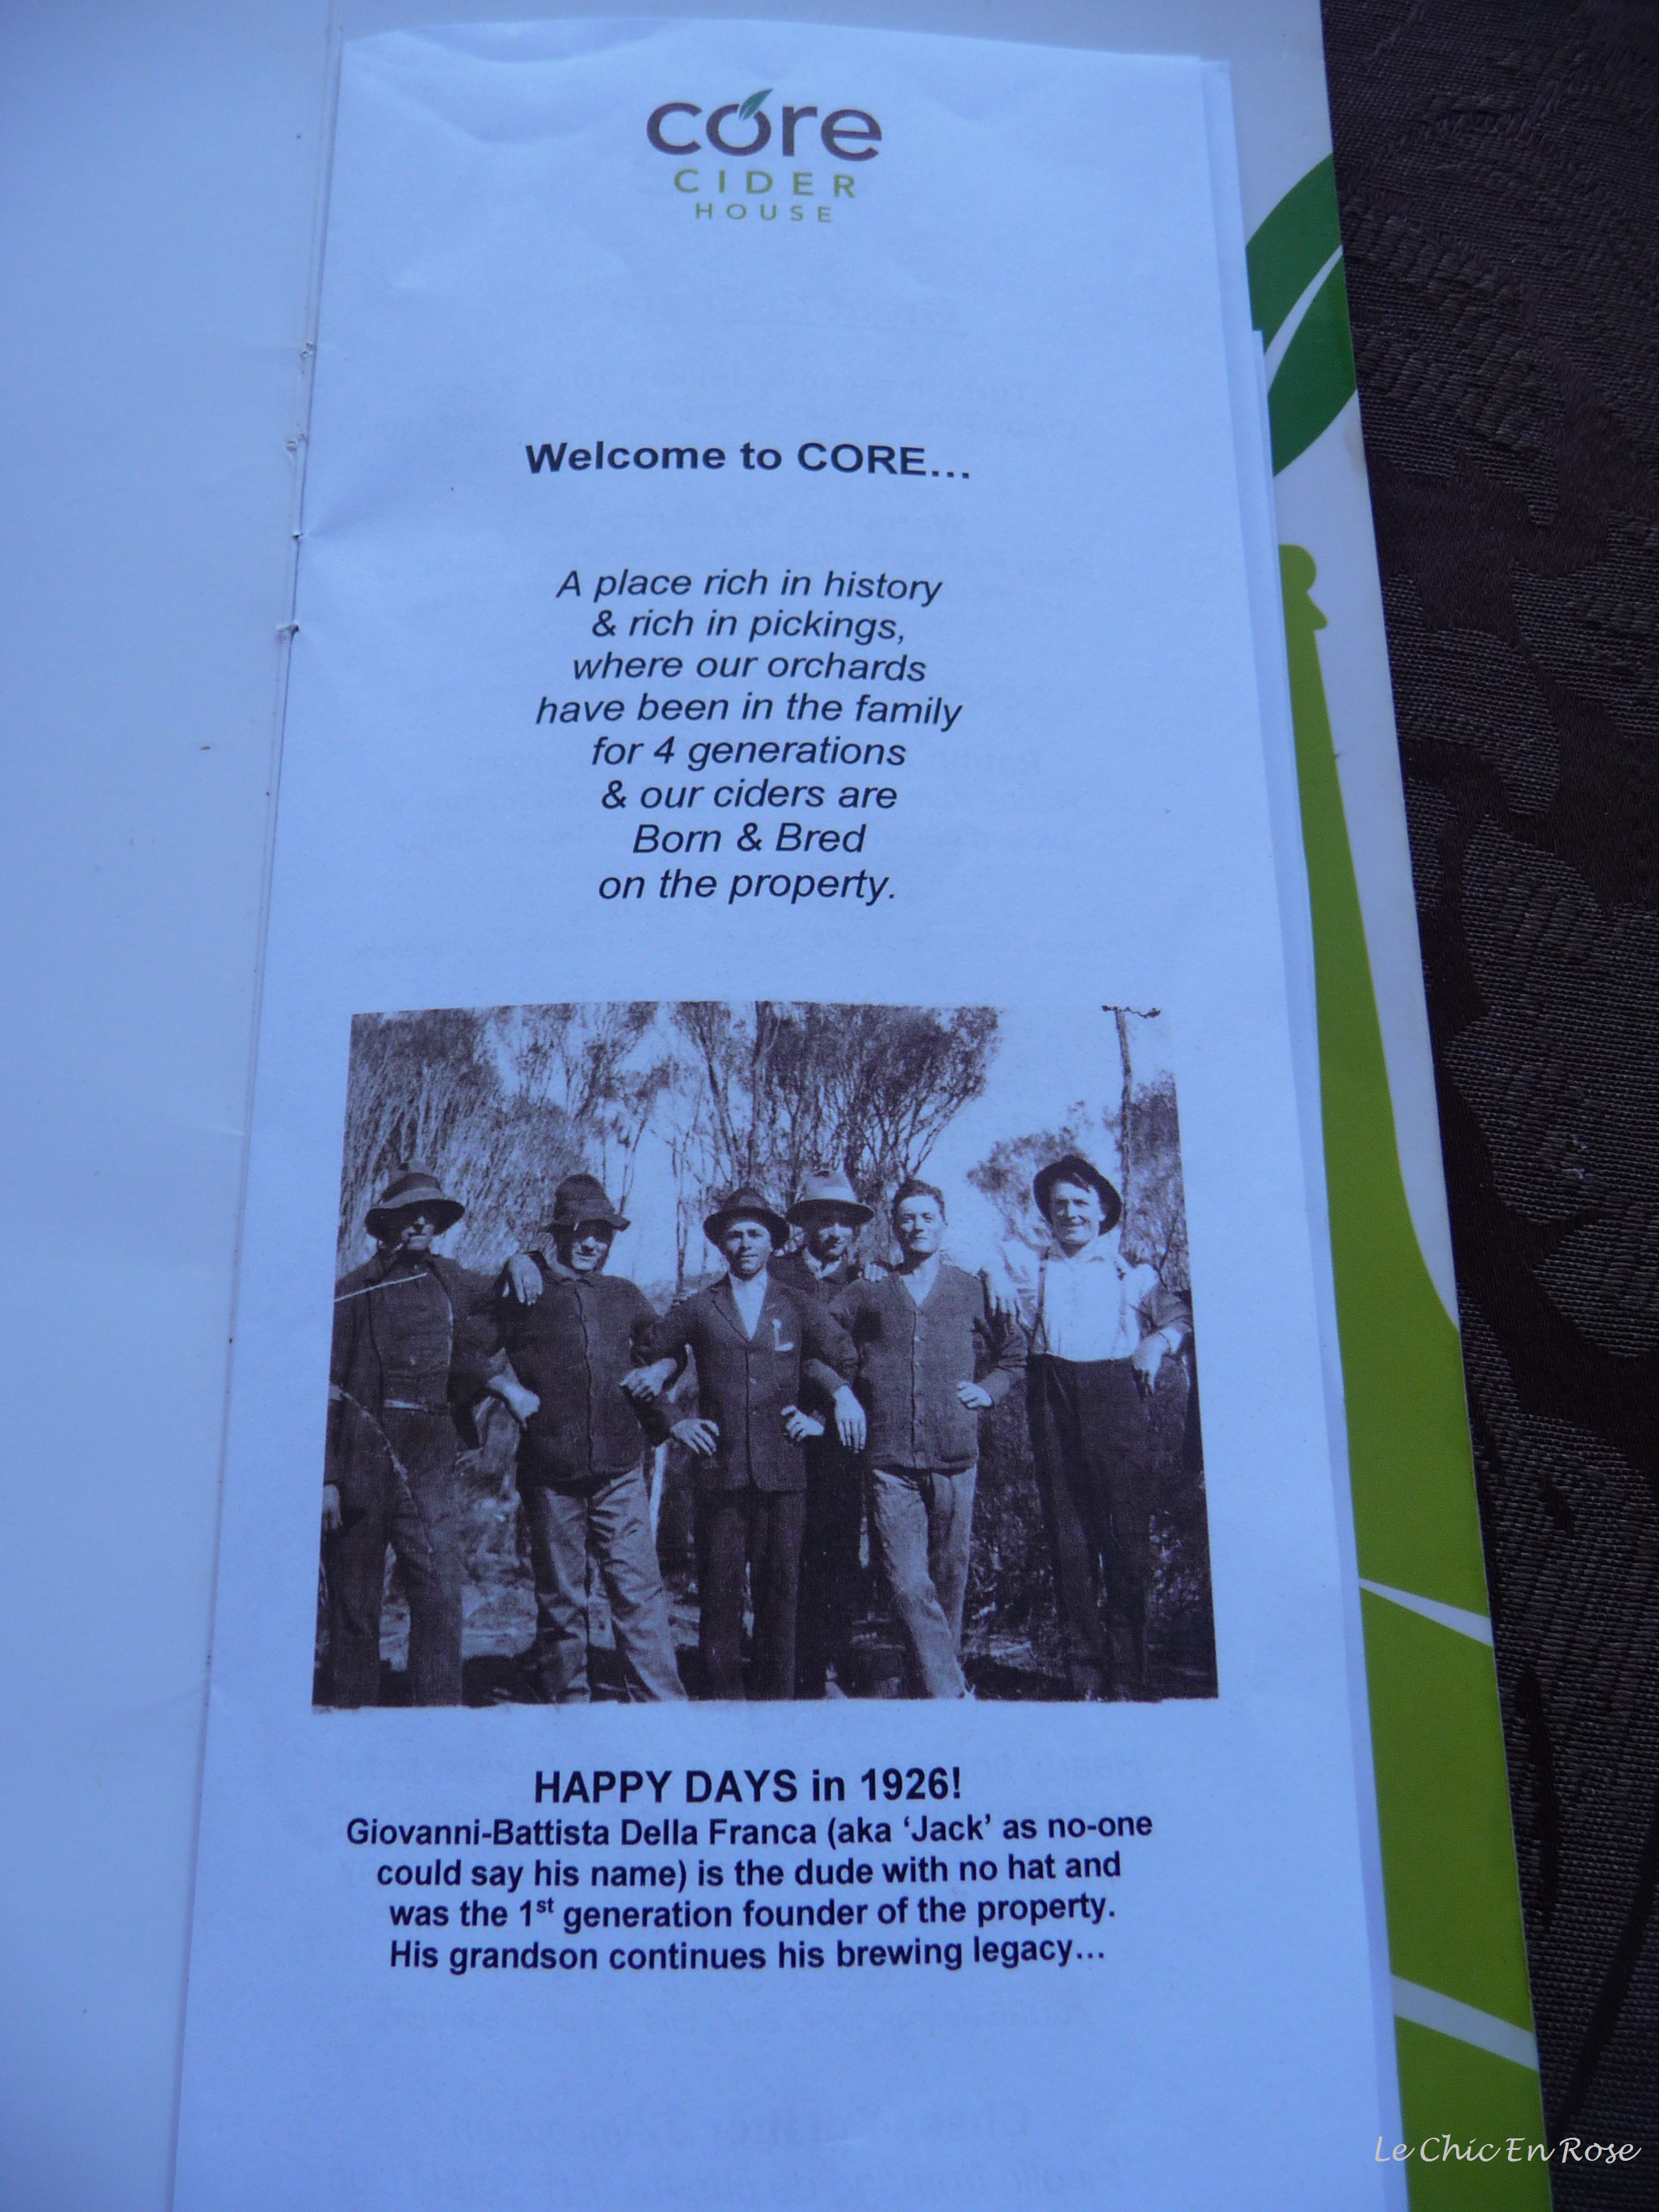 core
CIDER
HOUSE
Welcome to CORE...
A place rich in history
& rich in pickings,
where our orchards
have been in the family
for 4 generations
& our ciders are
Born & Bred
on the property.
HAPPY DAYS in 1926!
Giovanni-Battista Della Franca (aka ‘Jack’ as no-one
could say his name) is the dude with no hat and
was the 1st generation founder of the property.
His grandson continues his brewing legacy...
Le Chic En Rose